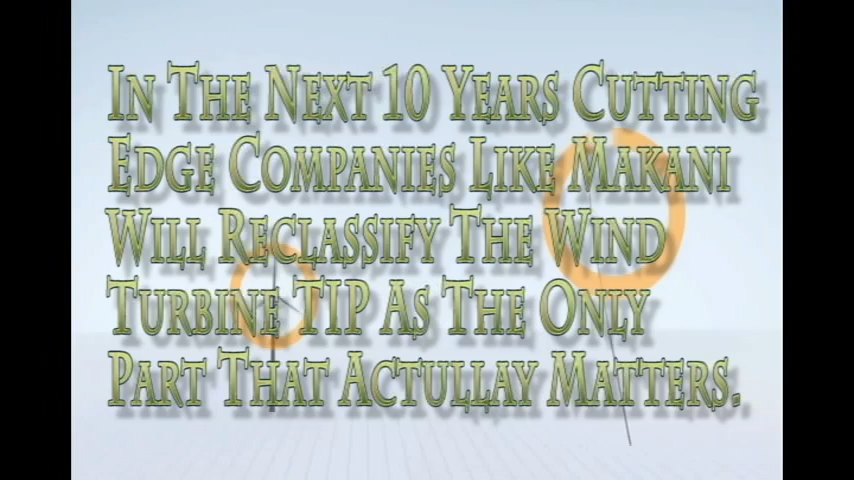 In The Next 10 Years Cutting
Edge Companies Like Makani
Will Reclassify The Wind
Turbine TIP As The Only
Part That Actullay Matters.